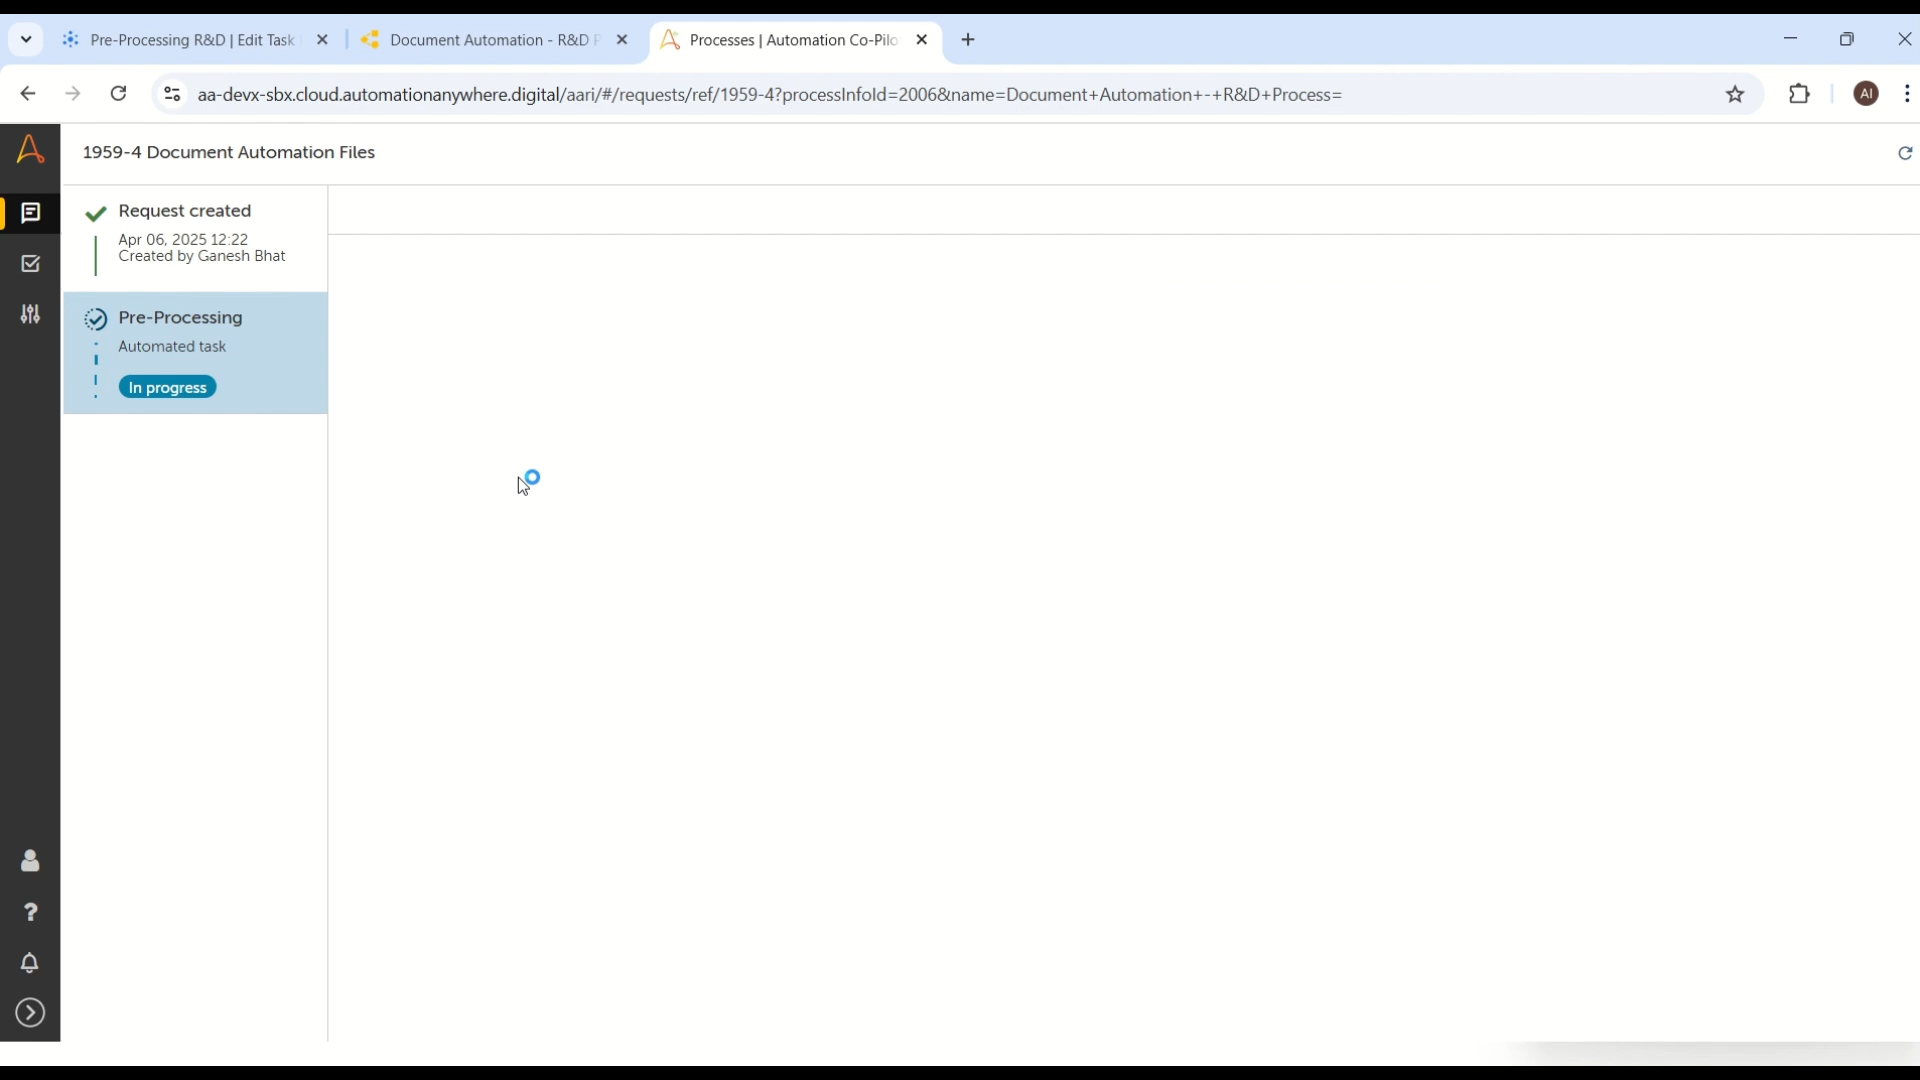 Pre-Processing R&D | Edit Task
Document Automation - R&D P
Processes | Automation Co-Pilo
aa-devx-sbx.cloud.automationanywhere.digital/aari/#/requests/ref/1959-4?processInfoId=2006&name=Document+Automation+-+R&D+Process=
AI
1959-4 Document Automation Files
Request created
Apr 06, 2025 12:22
Created by Ganesh Bhat
Pre-Processing
Automated task
In progress
?